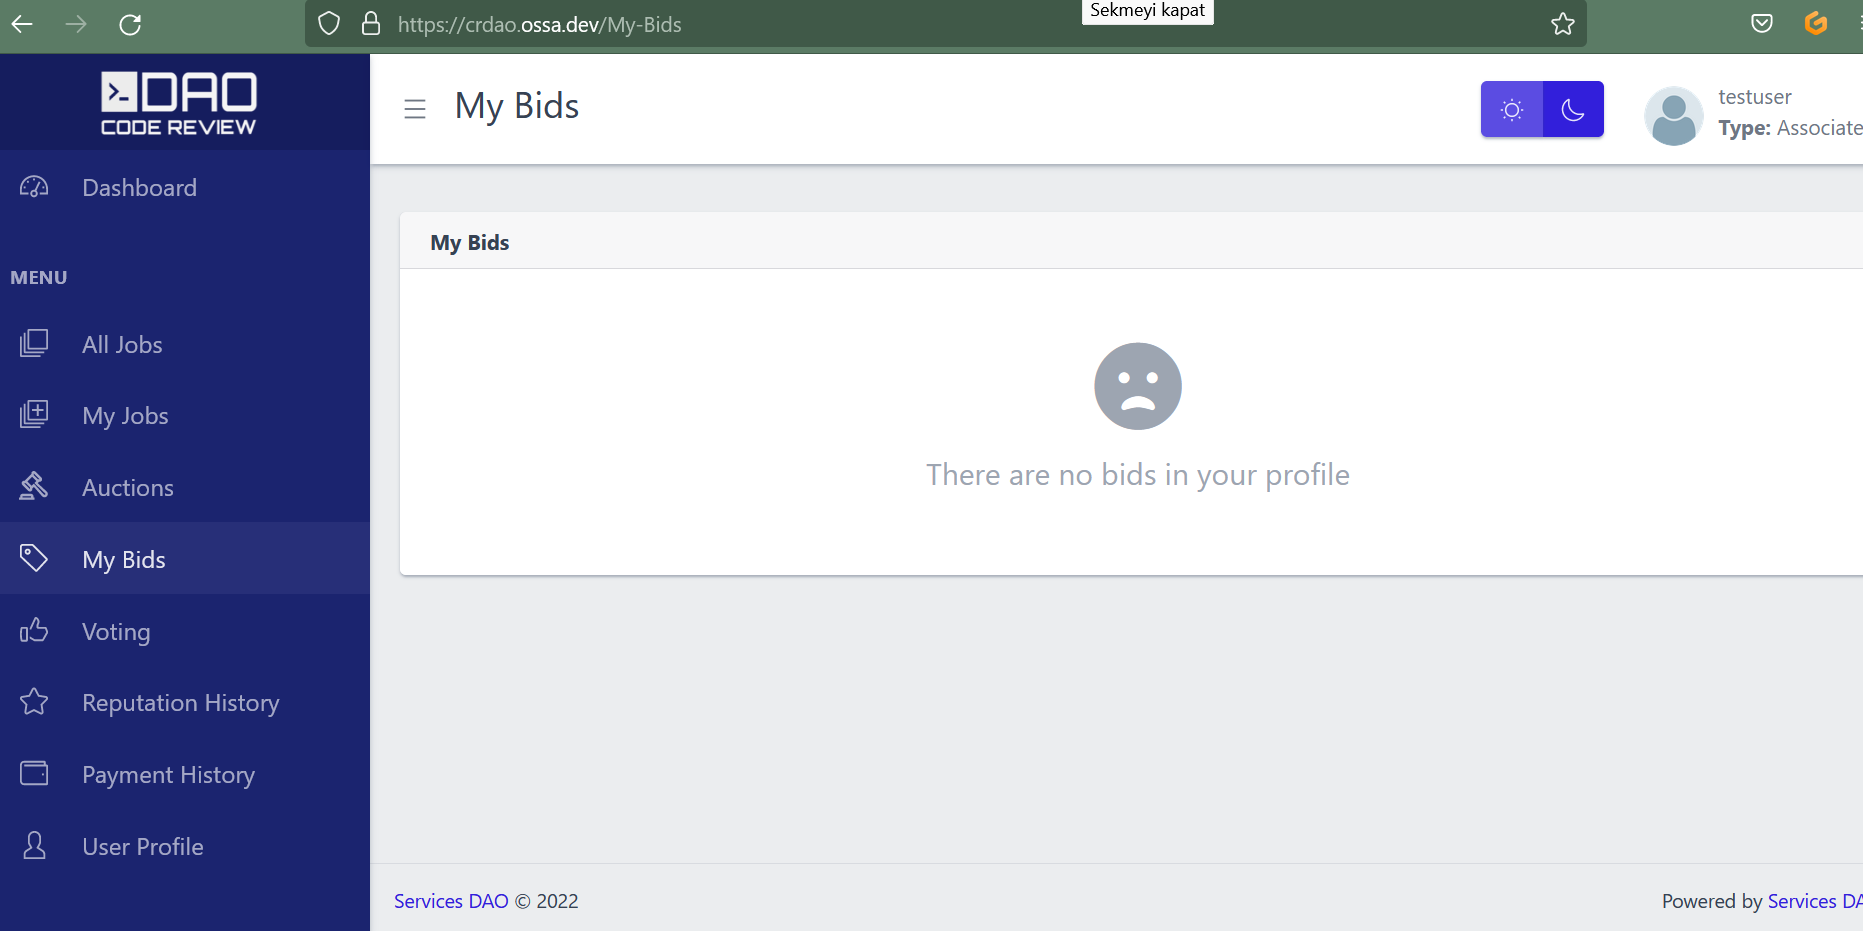 https://crdao.ossa.dev/My-Bids
Sekmeyi kapat
DAO
CODE REVIEW
My Bids
testuser
Type: Associate
Dashboard
MENU
All Jobs
My Jobs
Auctions
My Bids
Voting
Reputation History
Payment History
User Profile
My Bids
There are no bids in your profile
Services DAO © 2022
Powered by Services DA